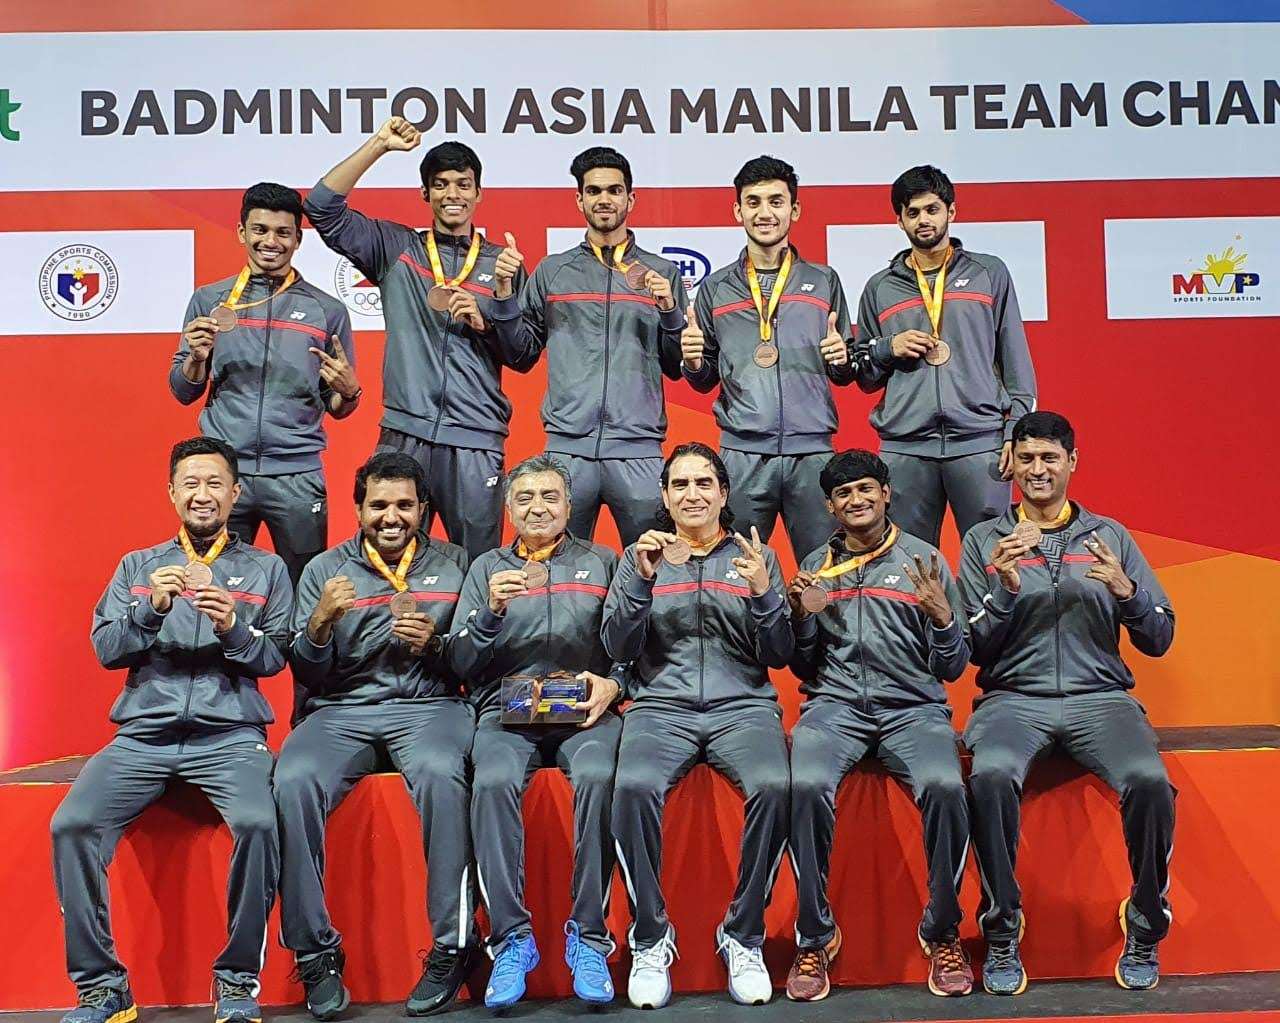 t BADMINTON ASIA MANILA TEAM CHAM
PHILIPPINE SPORTS COMMISSION
1990
MVP
SPORTS FOUNDATION